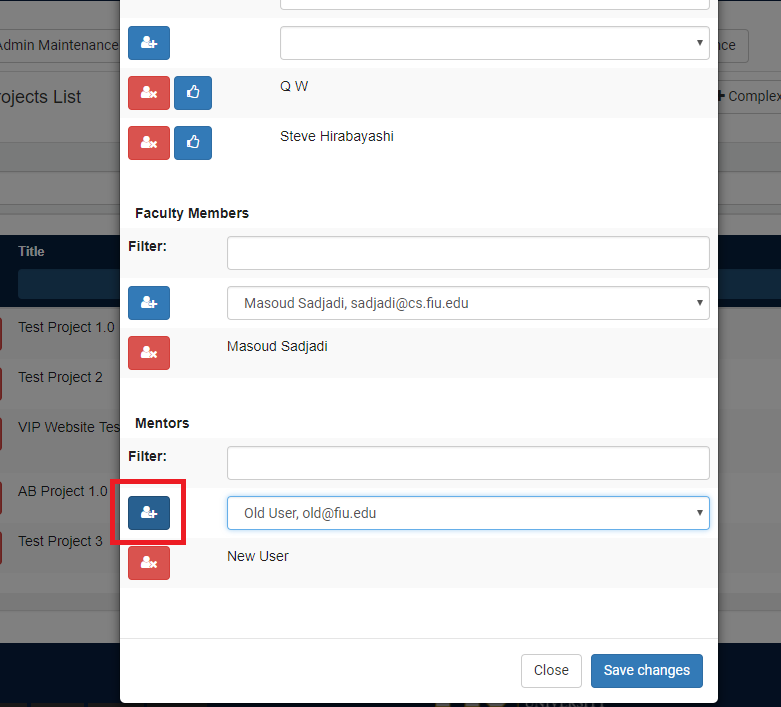 Admin Maintenance
nce
Q W
ojects List
Complex
Steve Hirabayashi
Faculty Members
Title
Filter:
Masoud Sadjadi, sadjadi@cs.fiu.edu
Test Project 1.0
Masoud Sadjadi
Test Project 2
Mentors
VIP Website Tes
Filter:
AB Project 1.0
Old User, old@fiu.edu
Test Project 3
New User
Close
Save changes
UNIVERSITY